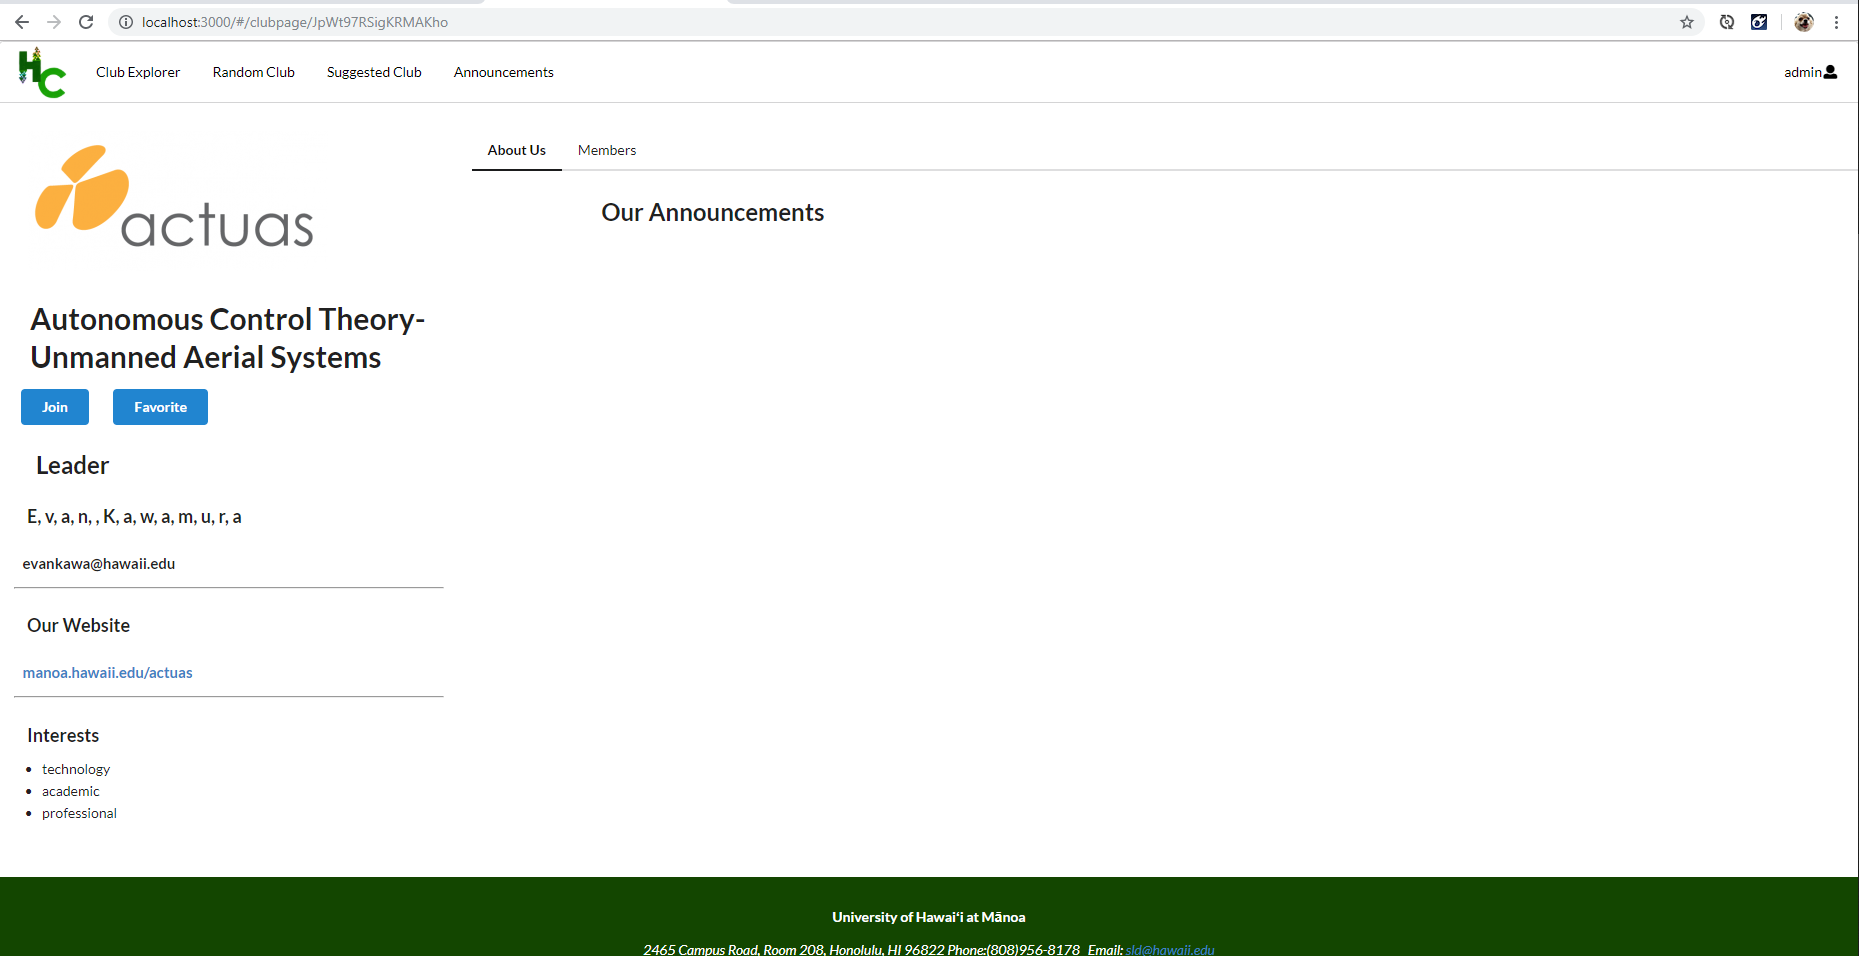 localhost:3000/#/clubpage/JpWt97RSigKRMAKho
HC
Club Explorer
Random Club
Suggested Club
Announcements
admin
actuas
Autonomous Control Theory-
Unmanned Aerial Systems
Join
Favorite
Leader
E, v, a, n, , K, a, w, a, m, u, r, a
evankawa@hawaii.edu
Our Website
manoa.hawaii.edu/actuas
Interests
technology
academic
professional
About Us
Members
Our Announcements
University of Hawaiʻi at Mānoa
2465 Campus Road, Room 208, Honolulu, HI 96822 Phone:(808)956-8178 Email: sld@hawaii.edu